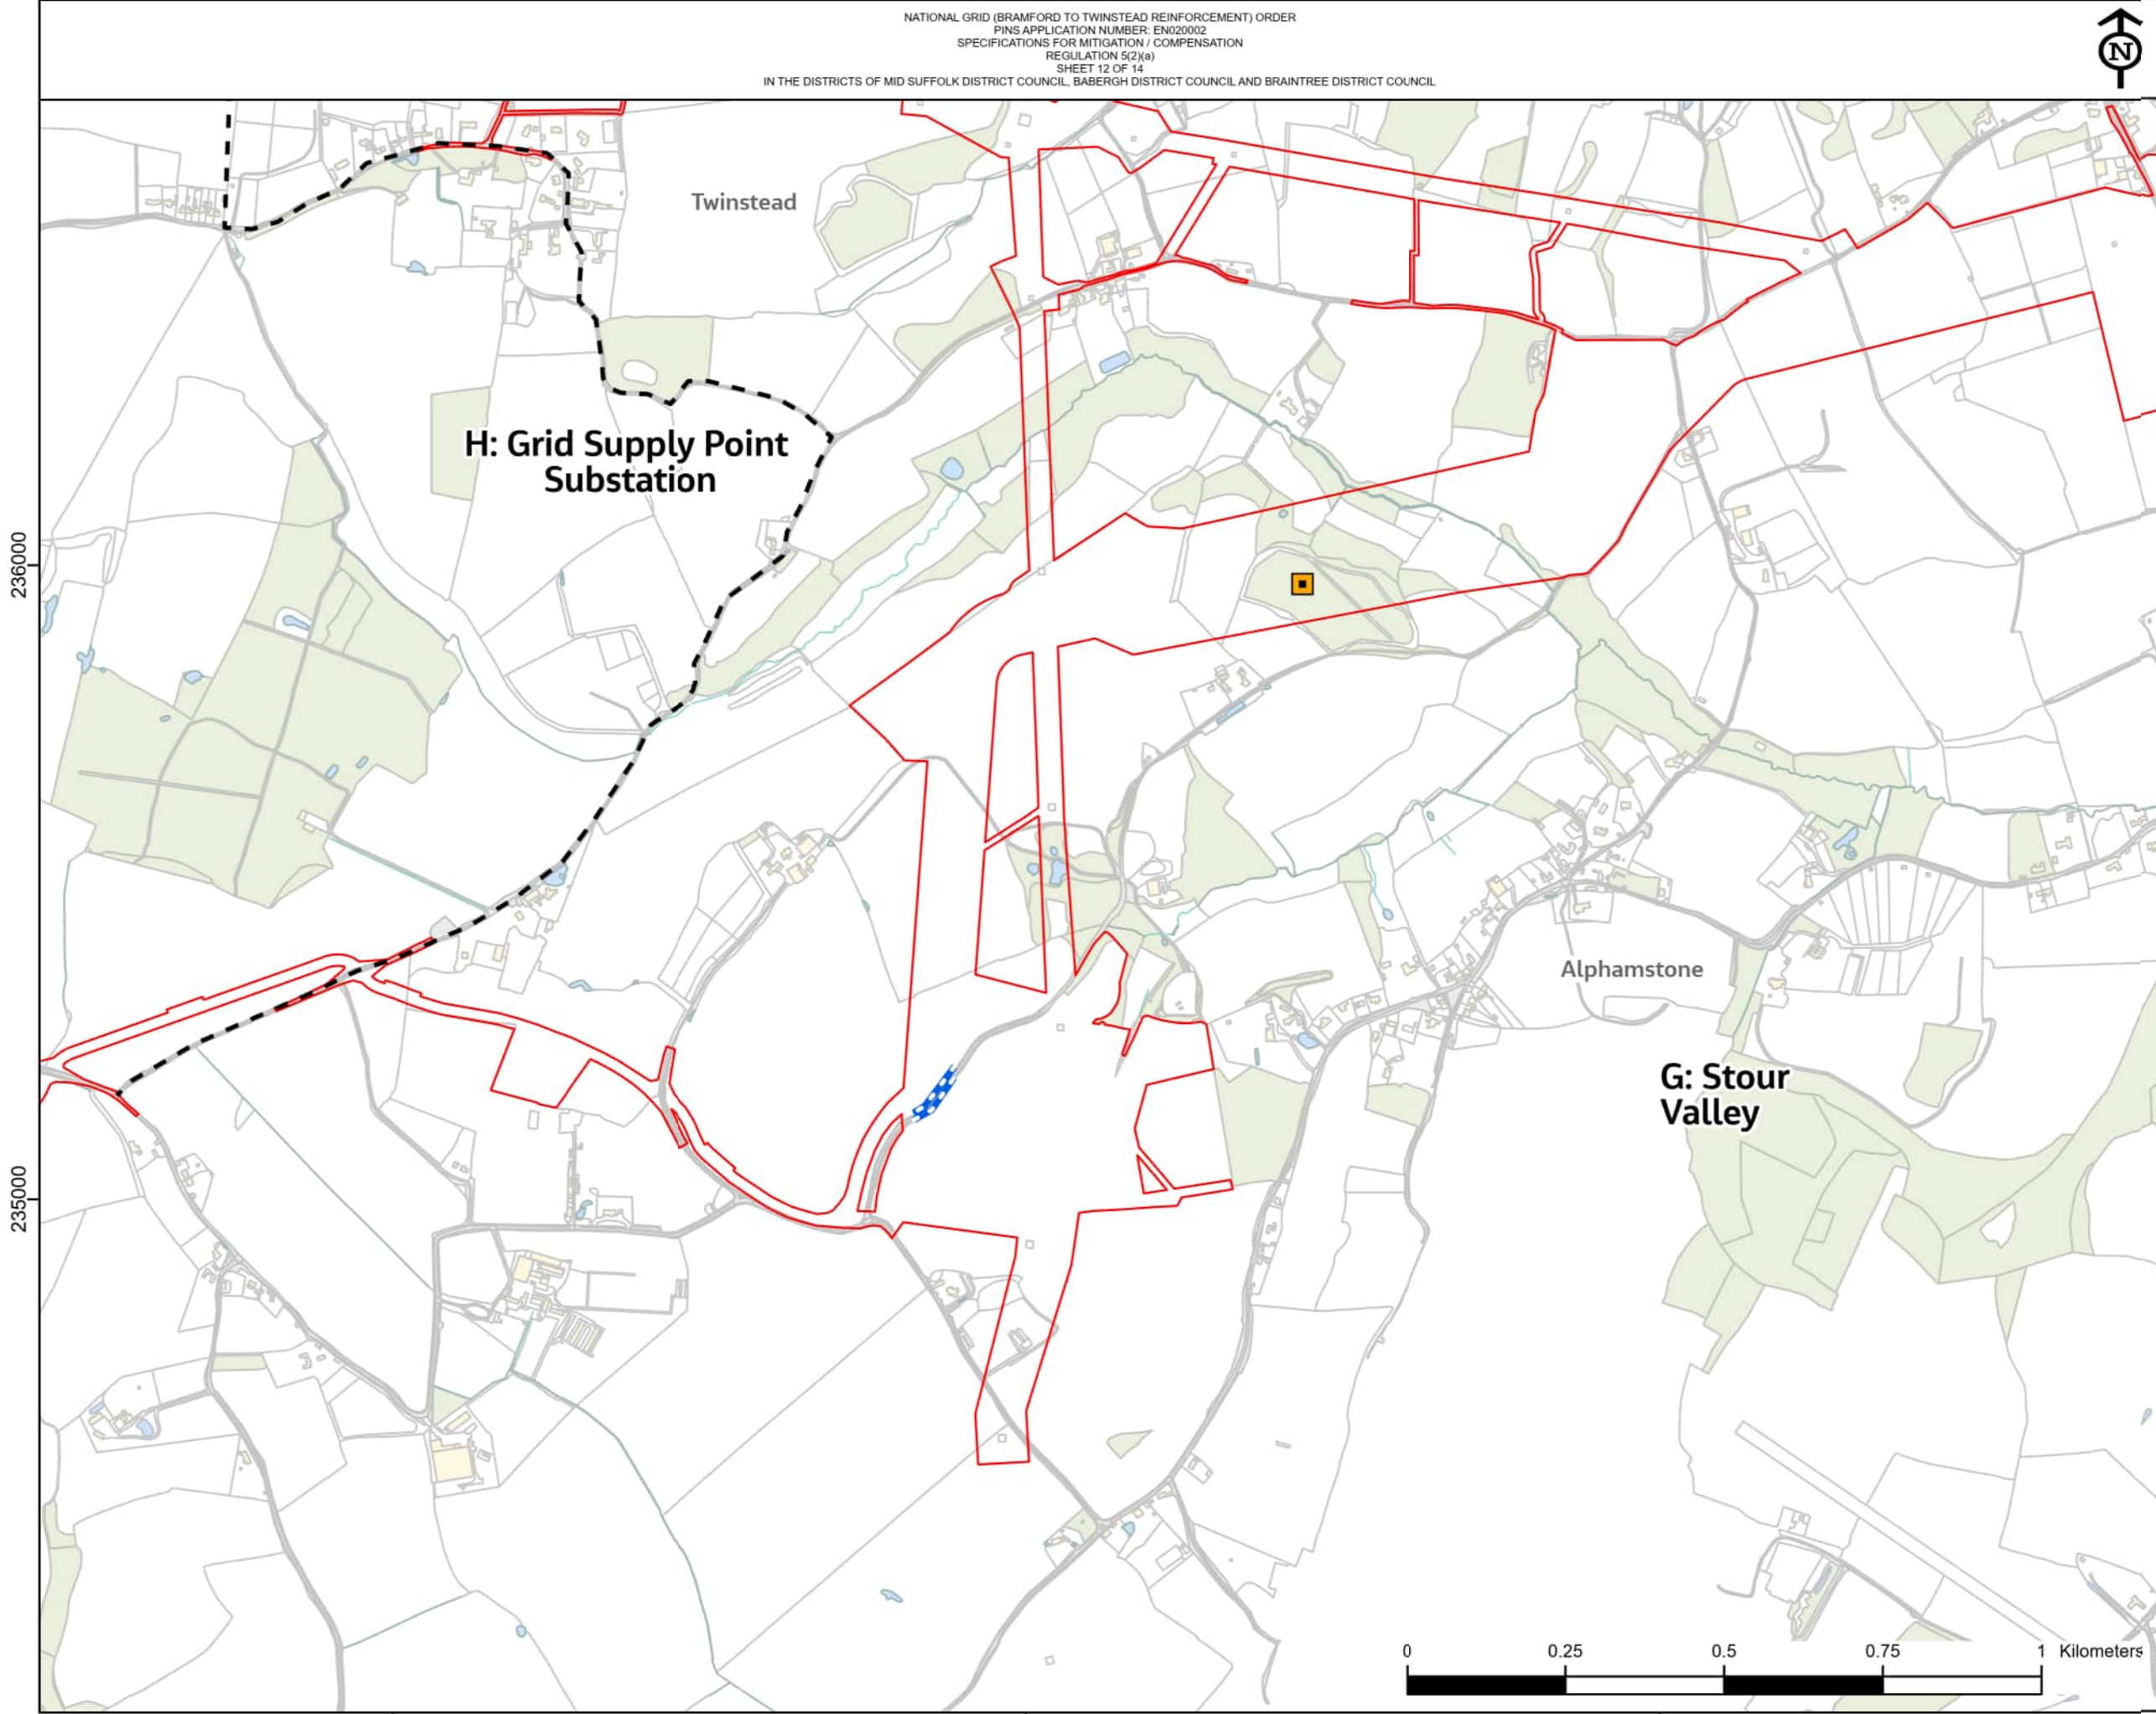 NATIONAL GRID (BRAMFORD TO TWINSTEAD REINFORCEMENT) ORDER
PINS APPLICATION NUMBER: EN020002
SPECIFICATIONS FOR MITIGATION / COMPENSATION
REGULATION 5(2)(a)
SHEET 12 OF 14
IN THE DISTRICTS OF MID SUFFOLK DISTRICT COUNCIL, BABERGH DISTRICT COUNCIL AND BRAINTREE DISTRICT COUNCIL
N
Twinstead
H: Grid Supply Point
Substation
236000
Alphamstone
G: Stour
Valley
235000
0 0.25 0.5 0.75 1 Kilometers